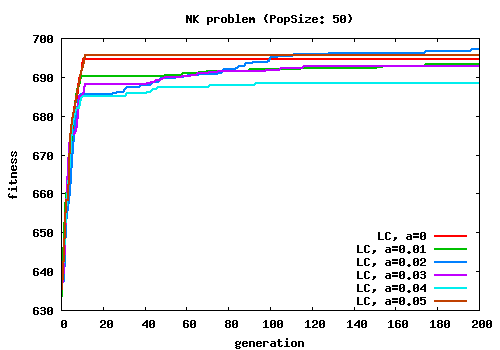 NK problem (PopSize: 50)
700
690
680
670
660
650
640
630
fitness
LC, a=0
LC, a=0.01
LC, a=0.02
LC, a=0.03
LC, a=0.04
LC, a=0.05
0 20 40 60 80 100 120 140 160 180 200
generation